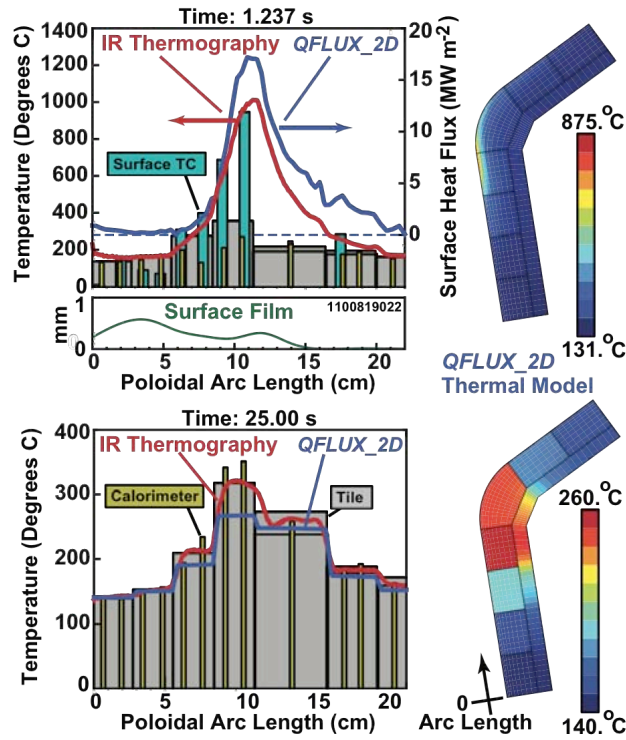 Time: 1.237 s
1400
1200
1000
800
600
400
200
0
Temperature (Degrees C)
IR Thermography
QFLUX_2D
Surface TC
20
15
10
5
0
Surface Heat Flux (MW m-2)
1
0
mm
Surface Film
1100819022
0 5 10 15 20
Poloidal Arc Length (cm)
875.°C
131.°C
QFLUX_2D
Thermal Model
Time: 25.00 s
400
300
200
100
0
Temperature (Degrees C)
IR Thermography
QFLUX_2D
Calorimeter
Tile
0 5 10 15 20
Poloidal Arc Length (cm)
260.°C
140.°C
0
Arc Length